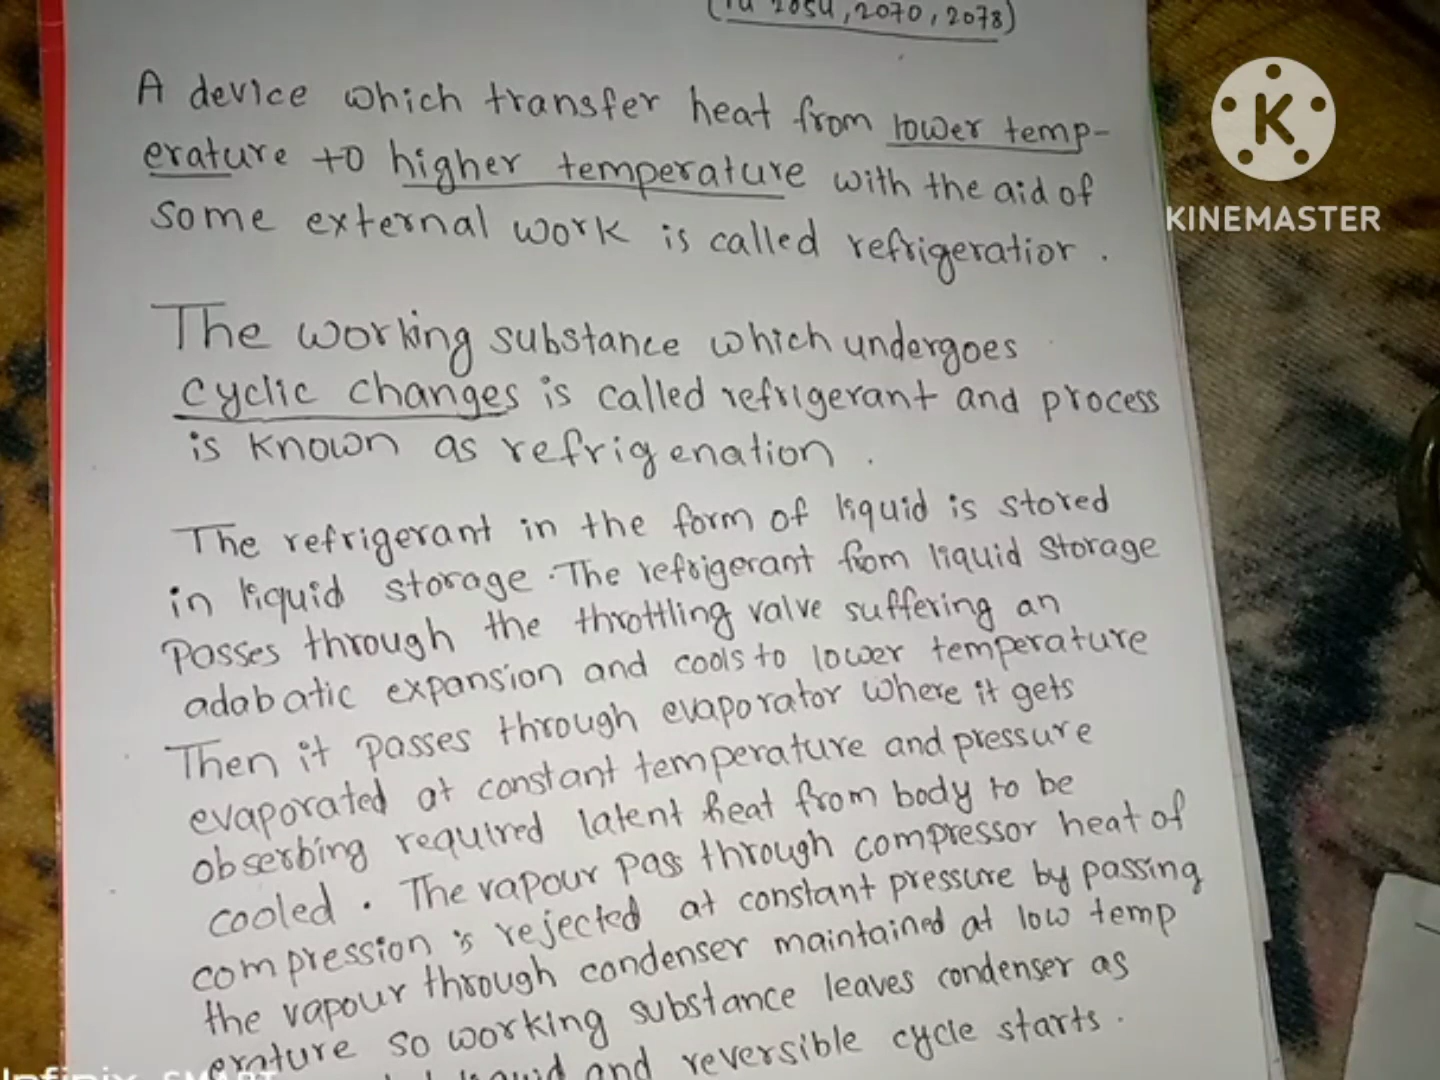 2054, 2070, 2078)
A device which transfer heat from lower temp-
erature to higher temperature with the aid of
some external work is called refrigeratior .
K
KINEMASTER
The working substance which undergoes
cyclic changes is called refrigerant and process
is known as refrigenation .
The refrigerant in the form of liquid is stored
in liquid storage . The refrigerant from liquid storage
Passes through the throttling valve suffering an
adabatic expansion and cools to lower temperature
Then it passes through evaporator where it gets
evaporated at constant temperature and pressure
obserbing required latent heat from body to be
cooled . The vapour pass through compressor heat of
compression is rejected at constant pressure by passing
the vapour through condenser maintained at low temp
erature so working substance leaves condenser as
liquid and reversible cycle starts .
Infinix SMART